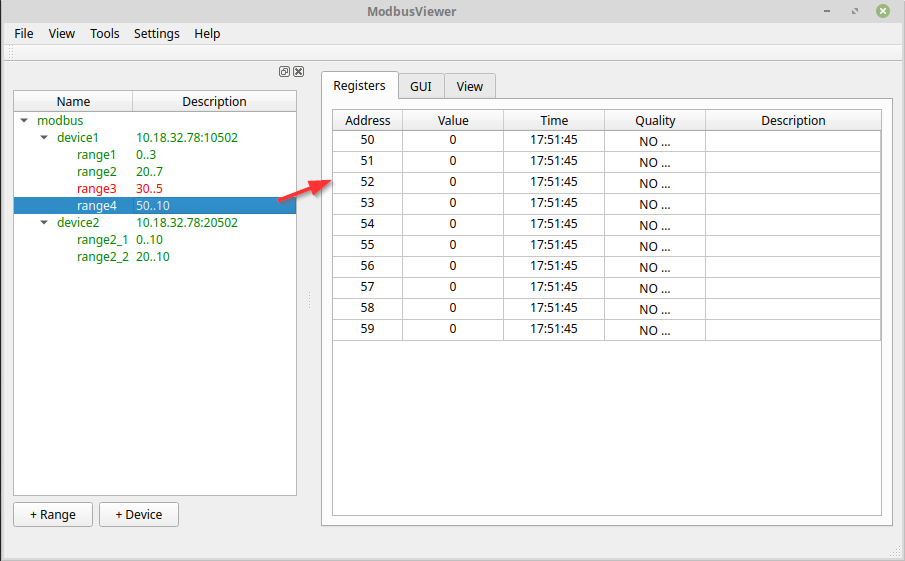 ModbusViewer
File View Tools Settings Help
Name Description
modbus
device1 10.18.32.78:10502
range1 0..3
range2 20..7
range3 30..5
range4 50..10
device2 10.18.32.78:20502
range2_1 0..10
range2_2 20..10
+ Range + Device
Registers GUI View
Address Value Time Quality Description
50 0 17:51:45 NO ...
51 0 17:51:45 NO ...
52 0 17:51:45 NO ...
53 0 17:51:45 NO ...
54 0 17:51:45 NO ...
55 0 17:51:45 NO ...
56 0 17:51:45 NO ...
57 0 17:51:45 NO ...
58 0 17:51:45 NO ...
59 0 17:51:45 NO ...